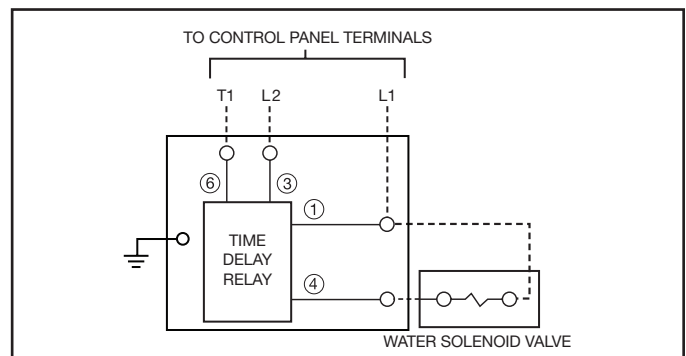 TO CONTROL PANEL TERMINALS
T1 L2 L1
6 3
1
TIME
DELAY
RELAY
4
WATER SOLENOID VALVE